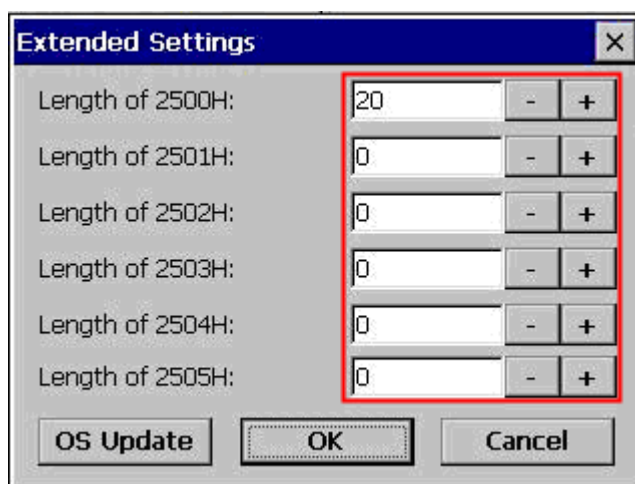 Extended Settings ×
Length of 2500H: 20 - +
Length of 2501H: 0 - +
Length of 2502H: 0 - +
Length of 2503H: 0 - +
Length of 2504H: 0 - +
Length of 2505H: 0 - +
OS Update OK Cancel